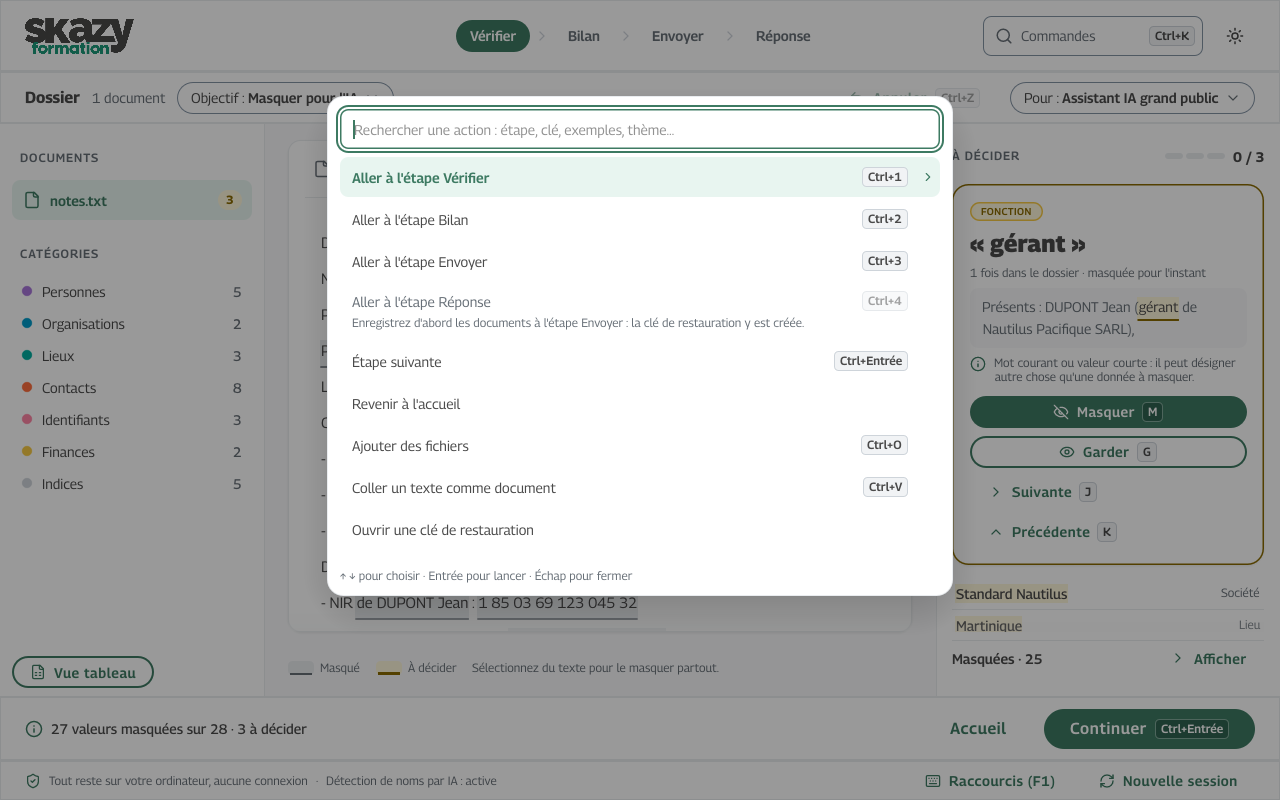 skazy
formation
Vérifier
Bilan
Envoyer
Réponse
Commandes
Ctrl+K
Dossier
1 document
Objectif : Masquer pour l'IA
Annuler
Ctrl+Z
Pour : Assistant IA grand public
DOCUMENTS
notes.txt
3
CATÉGORIES
Personnes 5
Organisations 2
Lieux 3
Contacts 8
Identifiants 3
Finances 2
Indices 5
Vue tableau
Rechercher une action : étape, clé, exemples, thème...
Aller à l'étape Vérifier Ctrl+1
Aller à l'étape Bilan Ctrl+2
Aller à l'étape Envoyer Ctrl+3
Aller à l'étape Réponse Ctrl+4
Enregistrez d'abord les documents à l'étape Envoyer : la clé de restauration y est créée.
Étape suivante Ctrl+Entrée
Revenir à l'accueil
Ajouter des fichiers Ctrl+O
Coller un texte comme document Ctrl+V
Ouvrir une clé de restauration
↑ ↓ pour choisir · Entrée pour lancer · Échap pour fermer
- NIR de DUPONT Jean : 1 85 03 69 123 045 32
Masqué
À décider
Sélectionnez du texte pour le masquer partout.
À DÉCIDER
0 / 3
FONCTION
« gérant »
1 fois dans le dossier · masquée pour l'instant
Présents : DUPONT Jean (gérant de
Nautilus Pacifique SARL),
Mot courant ou valeur courte : il peut désigner
autre chose qu'une donnée à masquer.
Masquer M
Garder G
Suivante J
Précédente K
Standard Nautilus Société
Martinique Lieu
Masquées · 25
Afficher
27 valeurs masquées sur 28 · 3 à décider
Accueil
Continuer Ctrl+Entrée
Tout reste sur votre ordinateur, aucune connexion · Détection de noms par IA : active
Raccourcis (F1)
Nouvelle session